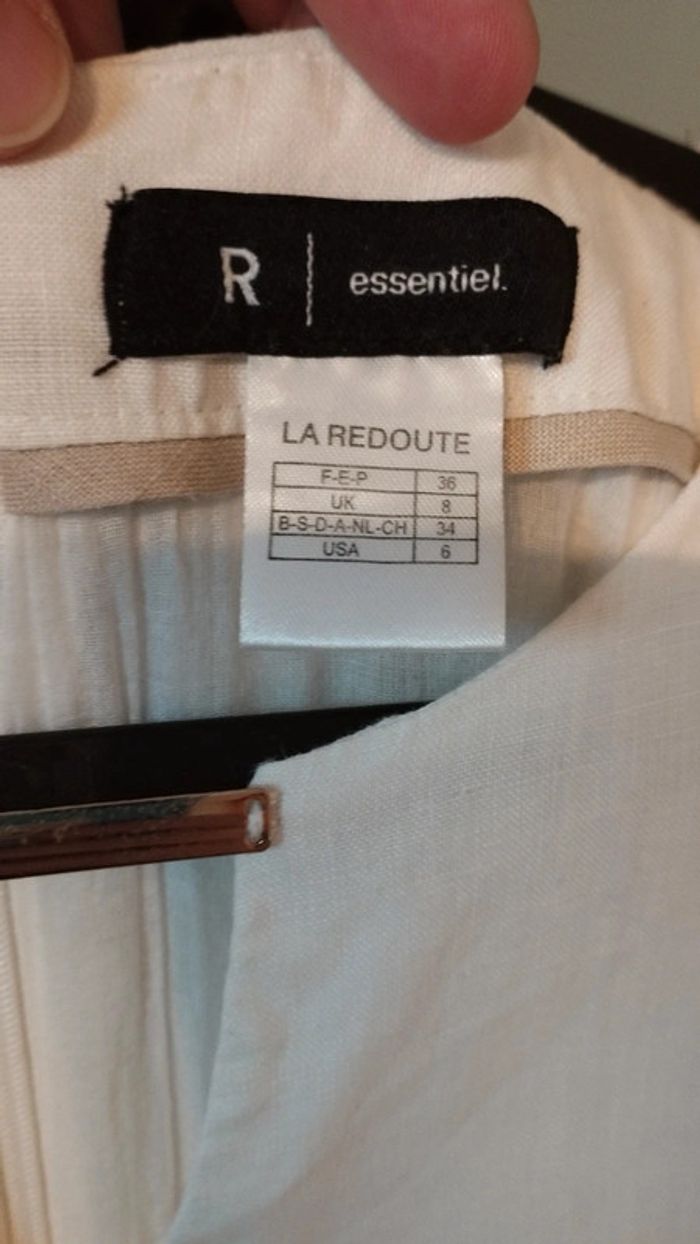 R | essentiel.
LA REDOUTE
F-E-P 36
UK 8
B-S-D-A-NL-CH 34
USA 6